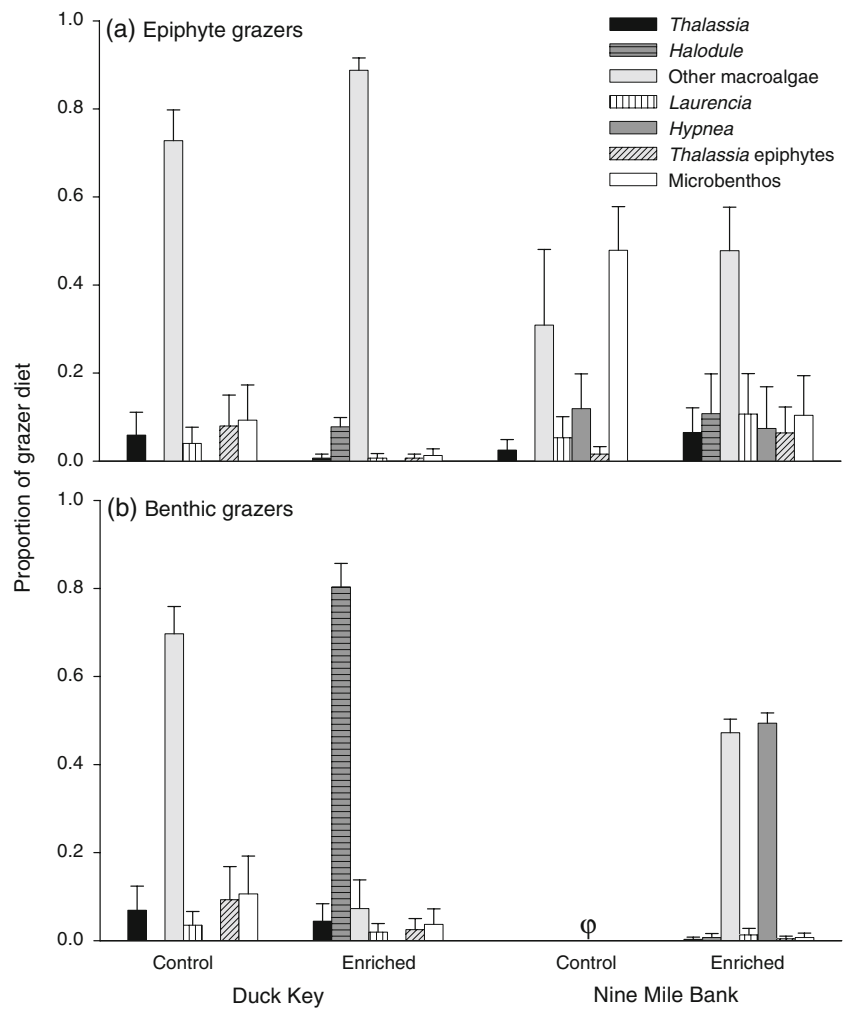 (a) Epiphyte grazers
Thalassia
Halodule
Other macroalgae
Laurencia
Hypnea
Thalassia epiphytes
Microbenthos
1.0
0.8
0.6
0.4
0.2
0.0
Proportion of grazer diet
(b) Benthic grazers
1.0
0.8
0.6
0.4
0.2
0.0
φ
Control Enriched Control Enriched
Duck Key Nine Mile Bank